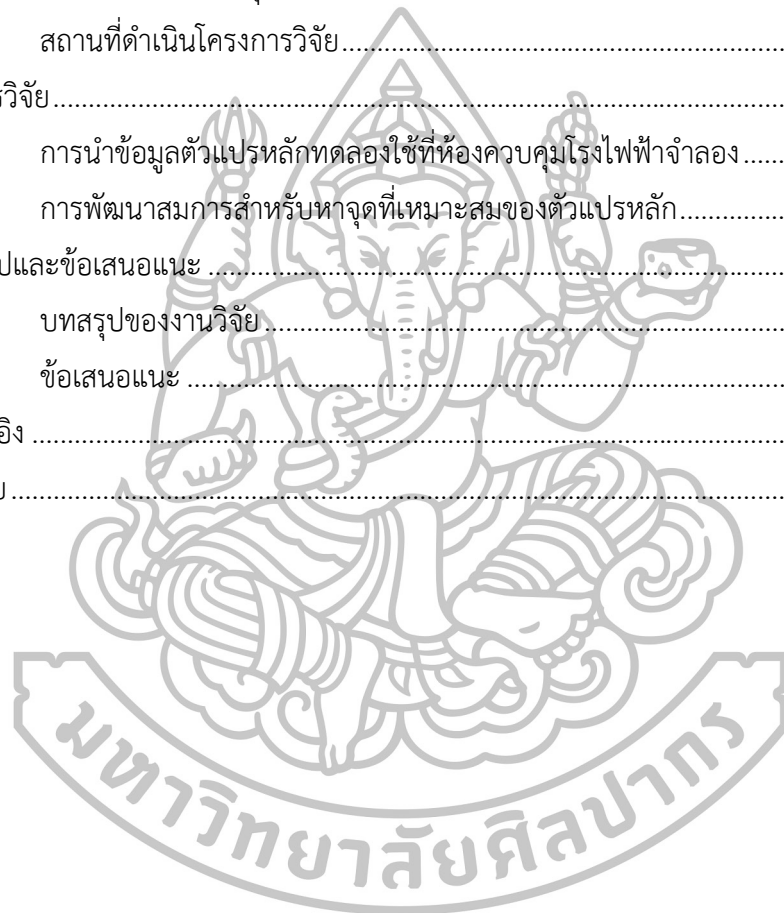 สถานที่ดำเนินโครงการวิจัย
รวิจัย
การนำข้อมูลตัวแปรหลักทดลองใช้ที่ห้องควบคุมโรงไฟฟ้าจำลอง
การพัฒนาสมการสำหรับหาจุดที่เหมาะสมของตัวแปรหลัก
ปและข้อเสนอแนะ
บทสรุปของงานวิจัย
ข้อเสนอแนะ
อิง
มหาวิทยาลัยศิลปากร